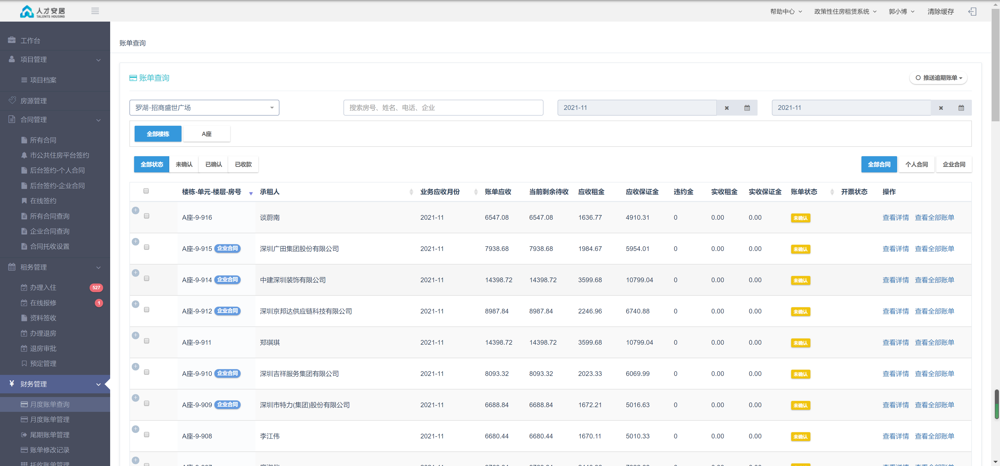 人才安居
TALENTS HOUSING
帮助中心 政策性住房租赁系统 郭小博 清除缓存
工作台
项目管理
项目档案
房源管理
合同管理
所有合同
市公共住房平台签约
后台签约-个人合同
后台签约-企业合同
在线签约
所有合同查询
企业合同查询
合同托收设置
租务管理
办理入住 527
在线报修 1
资料签收
办理退房
退房审批
预定管理
¥ 财务管理
月度账单查询
月度账单管理
尾期账单管理
账单修改记录
托收账单管理
账单查询
账单查询 推送逾期账单
罗湖-招商盛世广场 搜索房号、姓名、电话、企业 2021-11 2021-11
全部楼栋 A座
全部状态 未确认 已确认 已收款 全部合同 个人合同 企业合同
楼栋-单元-楼层-房号 承租人 业务应收月份 账单应收 当前剩余待收 应收租金 应收保证金 违约金 实收租金 实收保证金 账单状态 开票状态 操作
A座-9-916 谈蔚南 2021-11 6547.08 6547.08 1636.77 4910.31 0 0.00 0.00 未确认 查看详情 查看全部账单
A座-9-915 企业合同 深圳广田集团股份有限公司 2021-11 7938.68 7938.68 1984.67 5954.01 0 0.00 0.00 未确认 查看详情 查看全部账单
A座-9-914 企业合同 中建深圳装饰有限公司 2021-11 14398.72 14398.72 3599.68 10799.04 0 0.00 0.00 未确认 查看详情 查看全部账单
A座-9-912 企业合同 深圳京邦达供应链科技有限公司 2021-11 8987.84 8987.84 2246.96 6740.88 0 0.00 0.00 未确认 查看详情 查看全部账单
A座-9-911 郑琪琪 2021-11 14398.72 14398.72 3599.68 10799.04 0 0.00 0.00 未确认 查看详情 查看全部账单
A座-9-910 企业合同 深圳吉祥服务集团有限公司 2021-11 8093.32 8093.32 2023.33 6069.99 0 0.00 0.00 未确认 查看详情 查看全部账单
A座-9-909 企业合同 深圳市特力(集团)股份有限公司 2021-11 6688.84 6688.84 1672.21 5016.63 0 0.00 0.00 未确认 查看详情 查看全部账单
A座-9-908 李江伟 2021-11 6680.44 6680.44 1670.11 5010.33 0 0.00 0.00 未确认 查看详情 查看全部账单